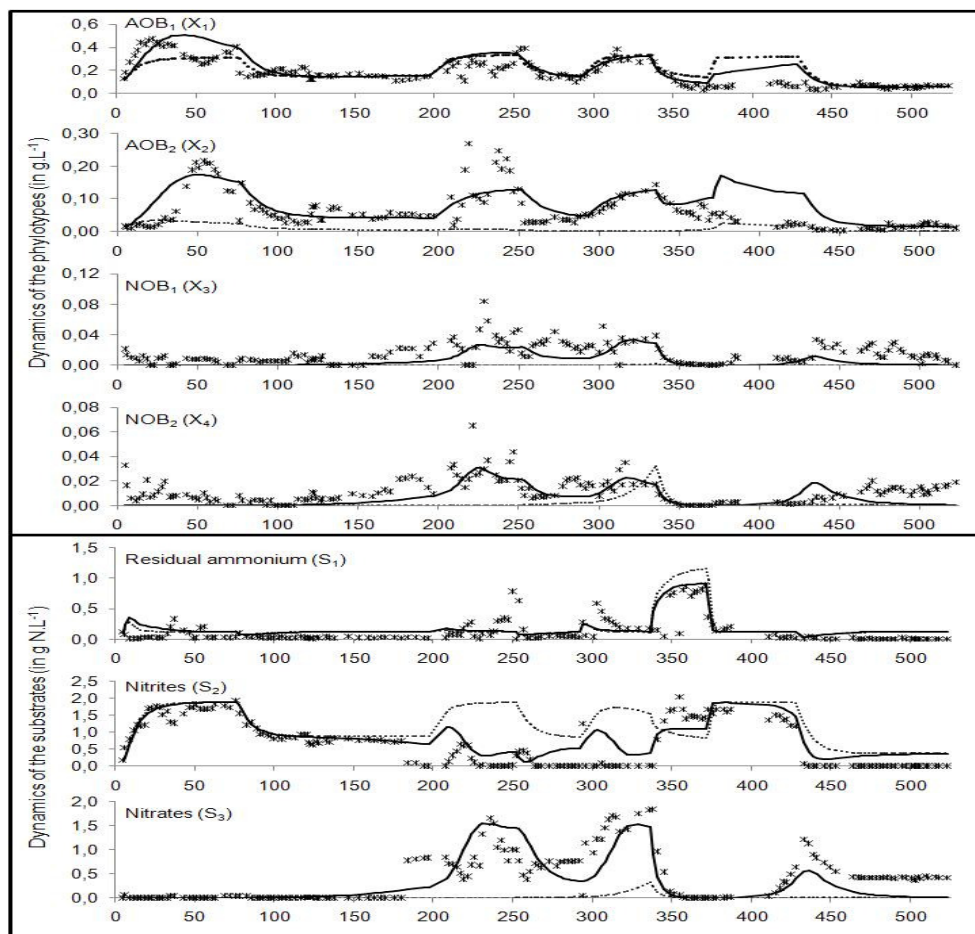 Dynamics of the phylotypes (in g.L⁻¹)
AOB₁ (X₁)
0,6
0,4
0,2
0,0
0 50 100 150 200 250 300 350 400 450 500
AOB₂ (X₂)
0,30
0,20
0,10
0,00
0 50 100 150 200 250 300 350 400 450 500
NOB₁ (X₃)
0,12
0,08
0,04
0,00
0 50 100 150 200 250 300 350 400 450 500
NOB₂ (X₄)
0,08
0,06
0,04
0,02
0,00
0 50 100 150 200 250 300 350 400 450 500
Dynamics of the substrates (in g N.L⁻¹)
Residual ammonium (S₁)
1,5
1,0
0,5
0,0
0 50 100 150 200 250 300 350 400 450 500
Nitrites (S₂)
2,5
2,0
1,5
1,0
0,5
0,0
0 50 100 150 200 250 300 350 400 450 500
Nitrates (S₃)
2,0
1,5
1,0
0,5
0,0
0 50 100 150 200 250 300 350 400 450 500